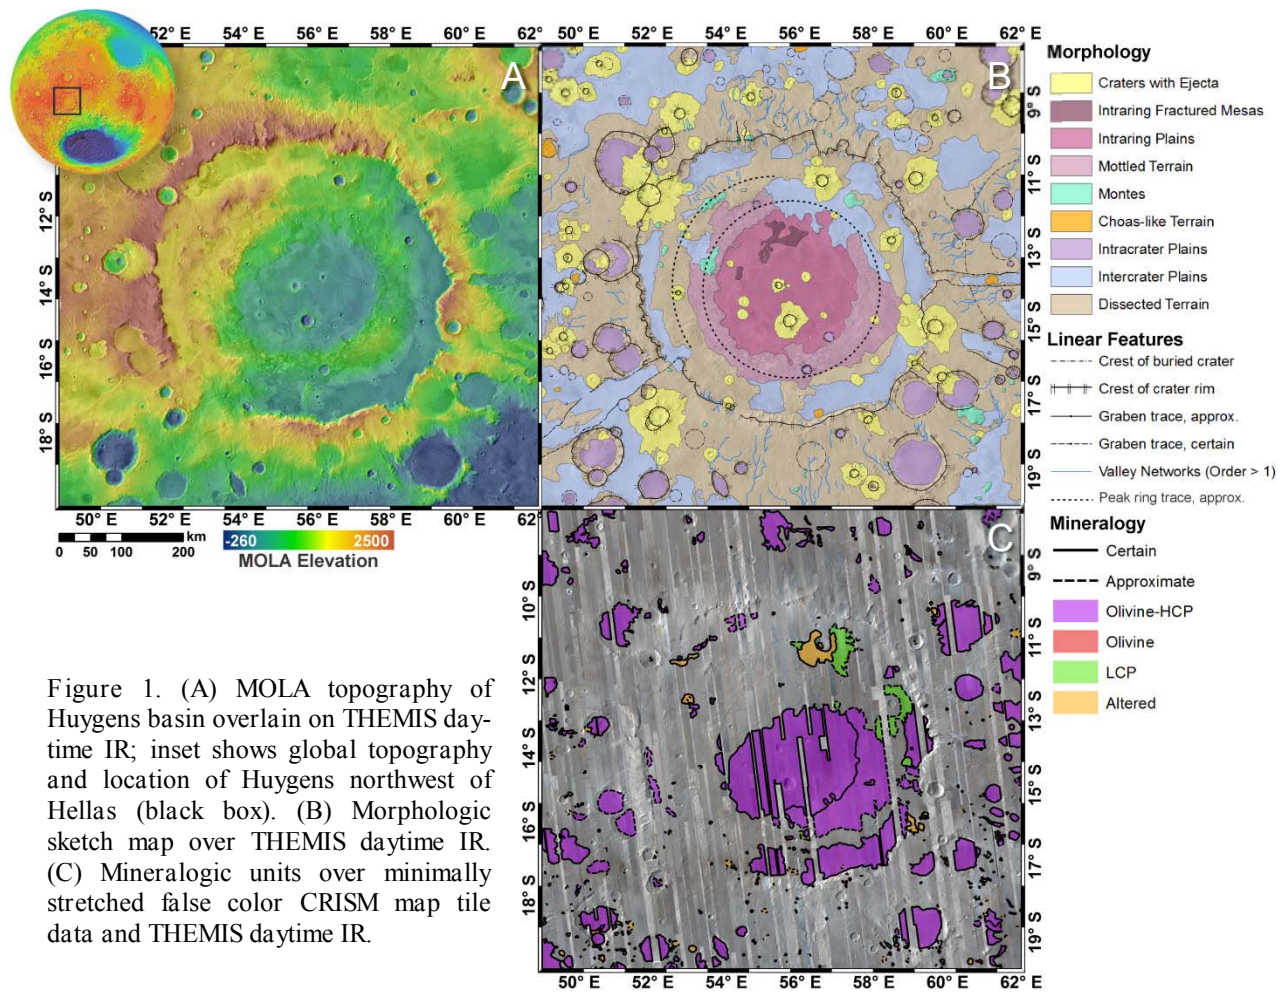 52° E 54° E 56° E 58° E 60° E 50° E 52° E 54° E 56° E 58° E 60° E 62° E
A
B
12° S
14° S
16° S
18° S
9° S
11° S
13° S
15° S
17° S
19° S
50° E 52° E 54° E 56° E 58° E 60° E 62°
0 50 100 200 km
-260 2500
MOLA Elevation
Morphology
Craters with Ejecta
Intraring Fractured Mesas
Intraring Plains
Mottled Terrain
Montes
Choas-like Terrain
Intracrater Plains
Intercrater Plains
Dissected Terrain
Linear Features
Crest of buried crater
Crest of crater rim
Graben trace, approx.
Graben trace, certain
Valley Networks (Order > 1)
Peak ring trace, approx.
Mineralogy
Certain
Approximate
Olivine-HCP
Olivine
LCP
Altered
C
10° S
12° S
14° S
16° S
18° S
9° S
11° S
13° S
15° S
17° S
19° S
50° E 52° E 54° E 56° E 58° E 60° E 62° E
Figure 1. (A) MOLA topography of
Huygens basin overlain on THEMIS day-
time IR; inset shows global topography
and location of Huygens northwest of
Hellas (black box). (B) Morphologic
sketch map over THEMIS daytime IR.
(C) Mineralogic units over minimally
stretched false color CRISM map tile
data and THEMIS daytime IR.